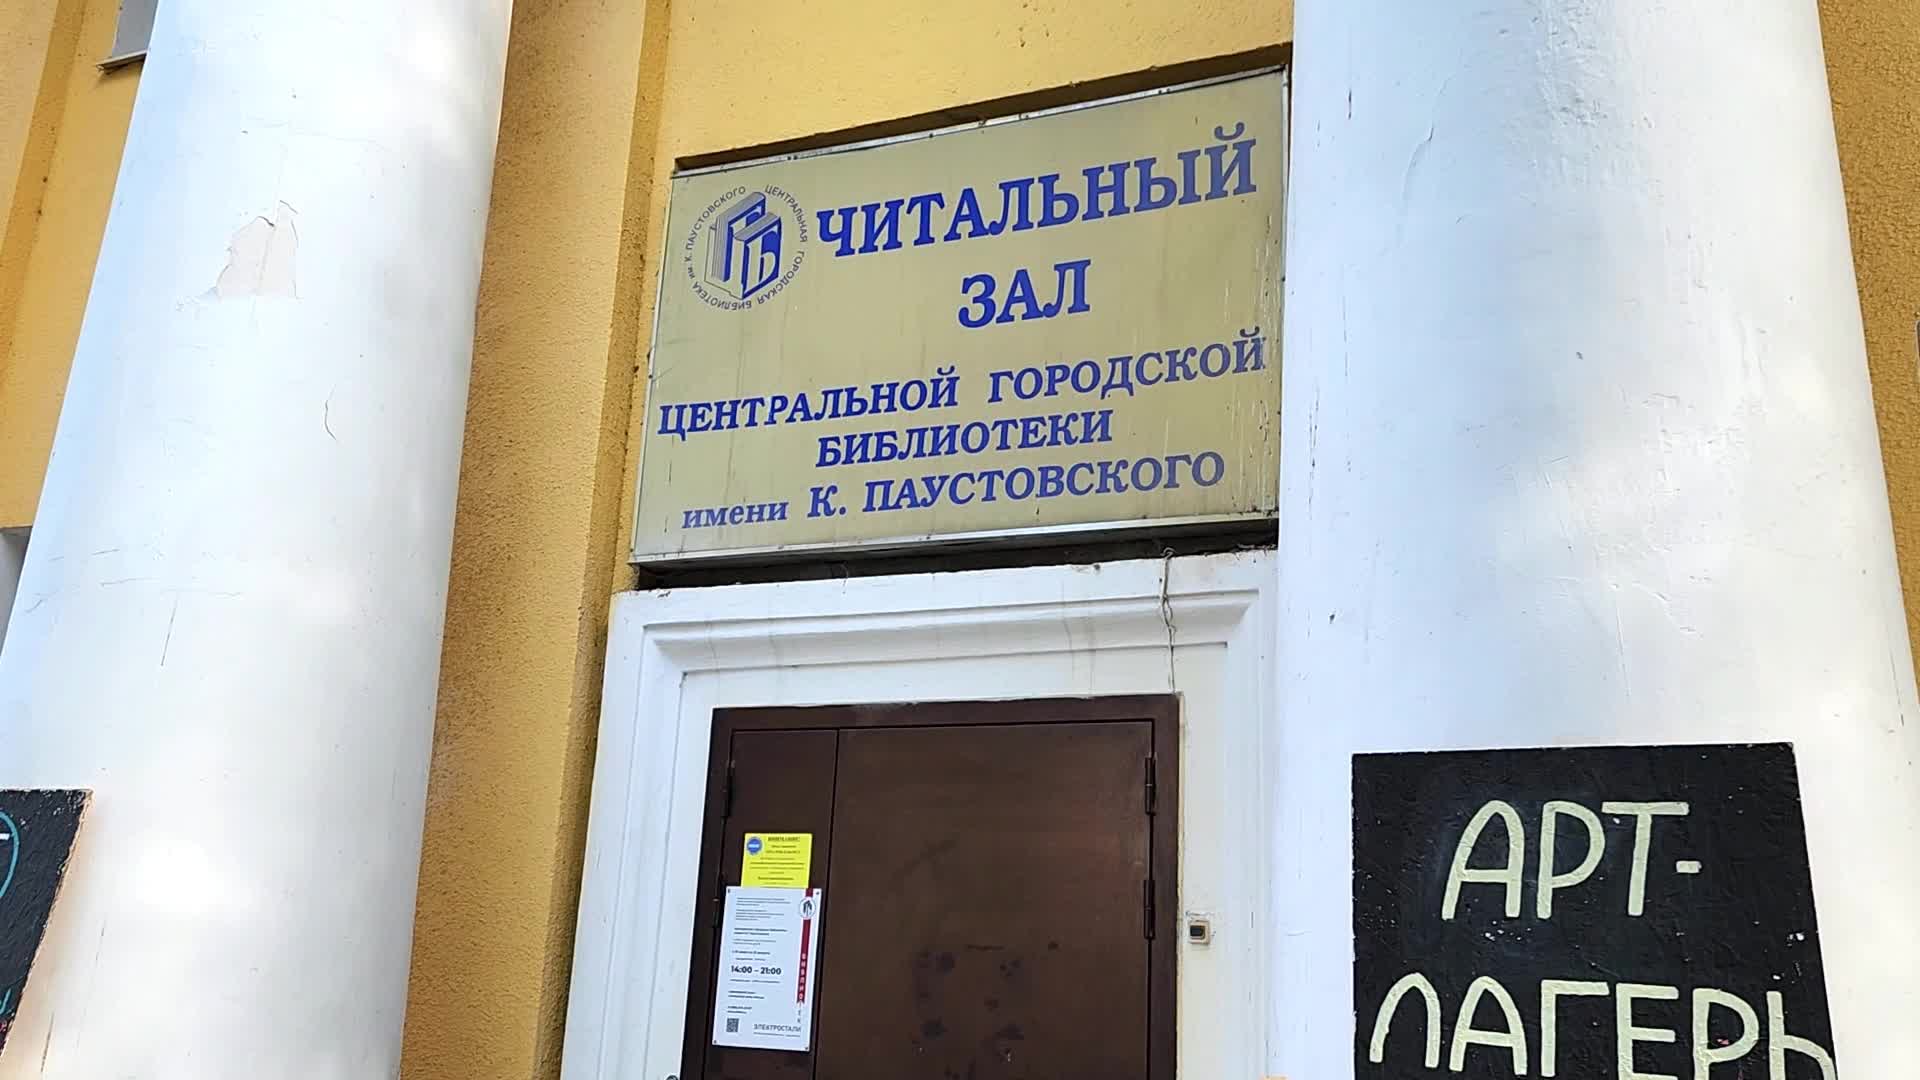 ЦЕНТРАЛЬНАЯ ГОРОДСКАЯ БИБЛИОТЕКА им. К. ПАУСТОВСКОГО
ЧИТАЛЬНЫЙ
ЗАЛ
ЦЕНТРАЛЬНОЙ ГОРОДСКОЙ
БИБЛИОТЕКИ
имени К. ПАУСТОВСКОГО
14:00 – 21:00
ЭЛЕКТРОСТАЛИ
АРТ-
ЛАГЕРЬ